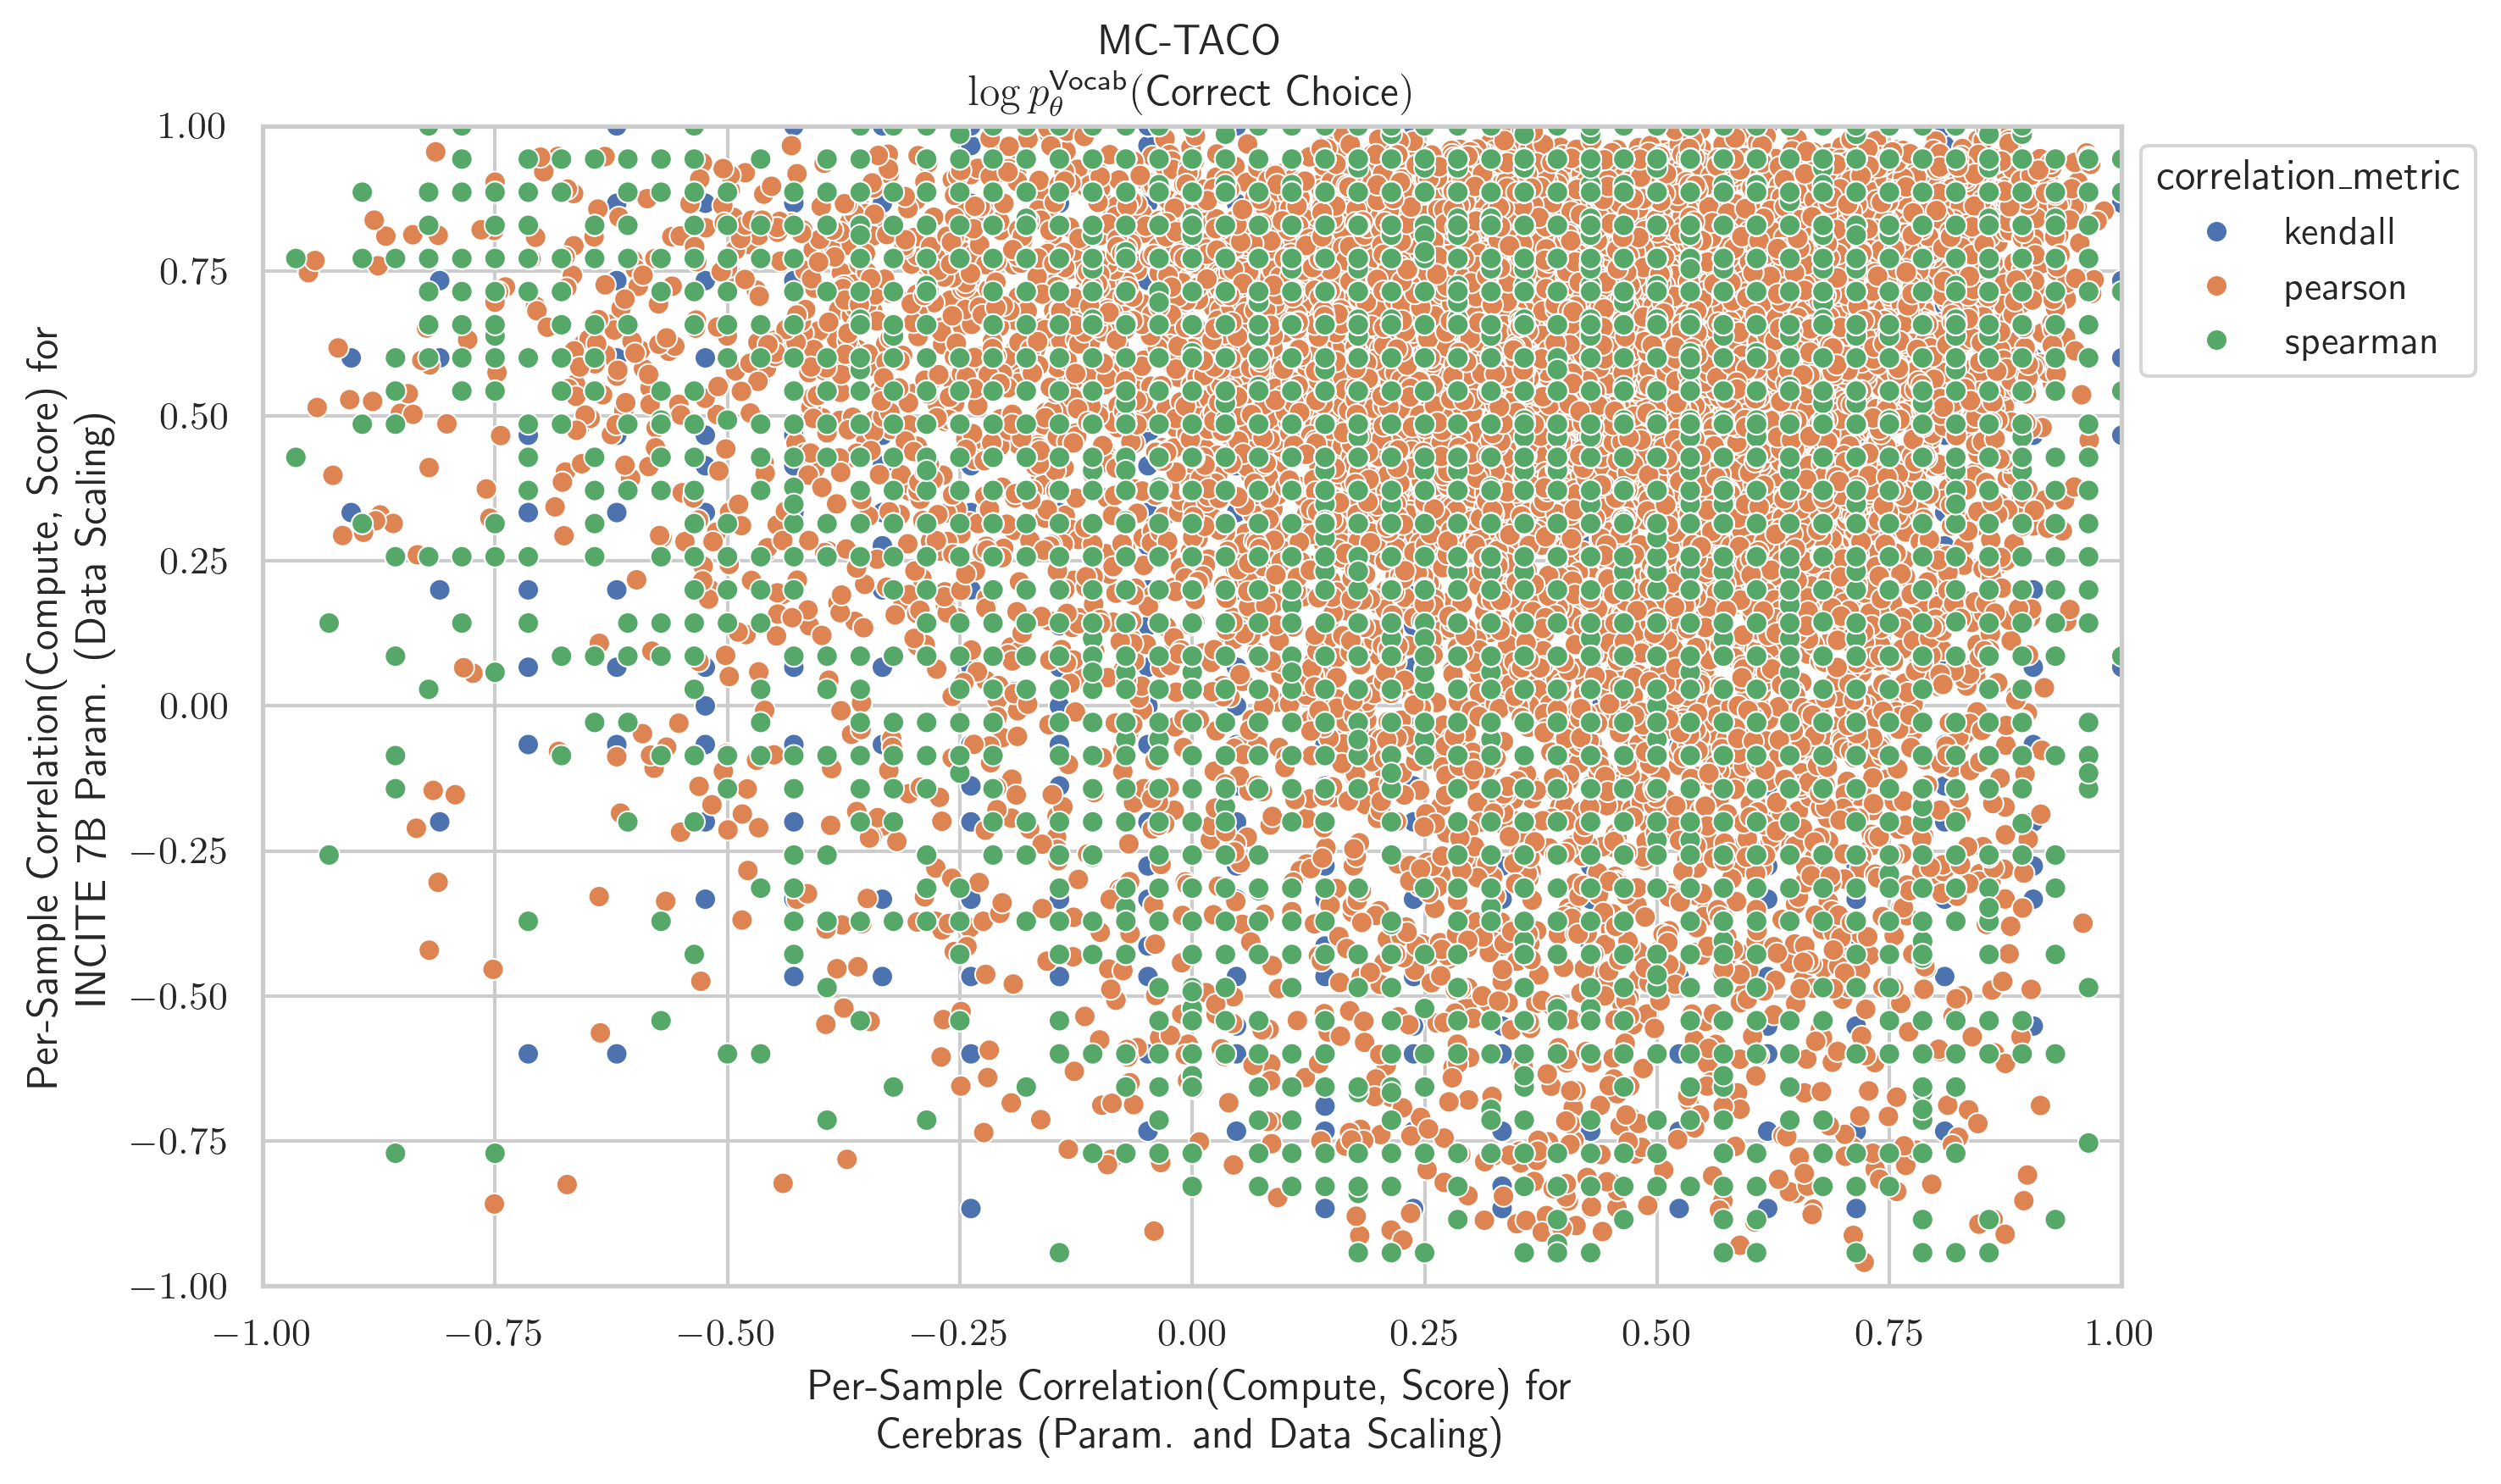 MC-TACO
log p_θ^Vocab(Correct Choice)
1.00
0.75
0.50
0.25
0.00
−0.25
−0.50
−0.75
−1.00
Per-Sample Correlation(Compute, Score) for
INCITE 7B Param. (Data Scaling)
−1.00 −0.75 −0.50 −0.25 0.00 0.25 0.50 0.75 1.00
Per-Sample Correlation(Compute, Score) for
Cerebras (Param. and Data Scaling)
correlation_metric
kendall
pearson
spearman